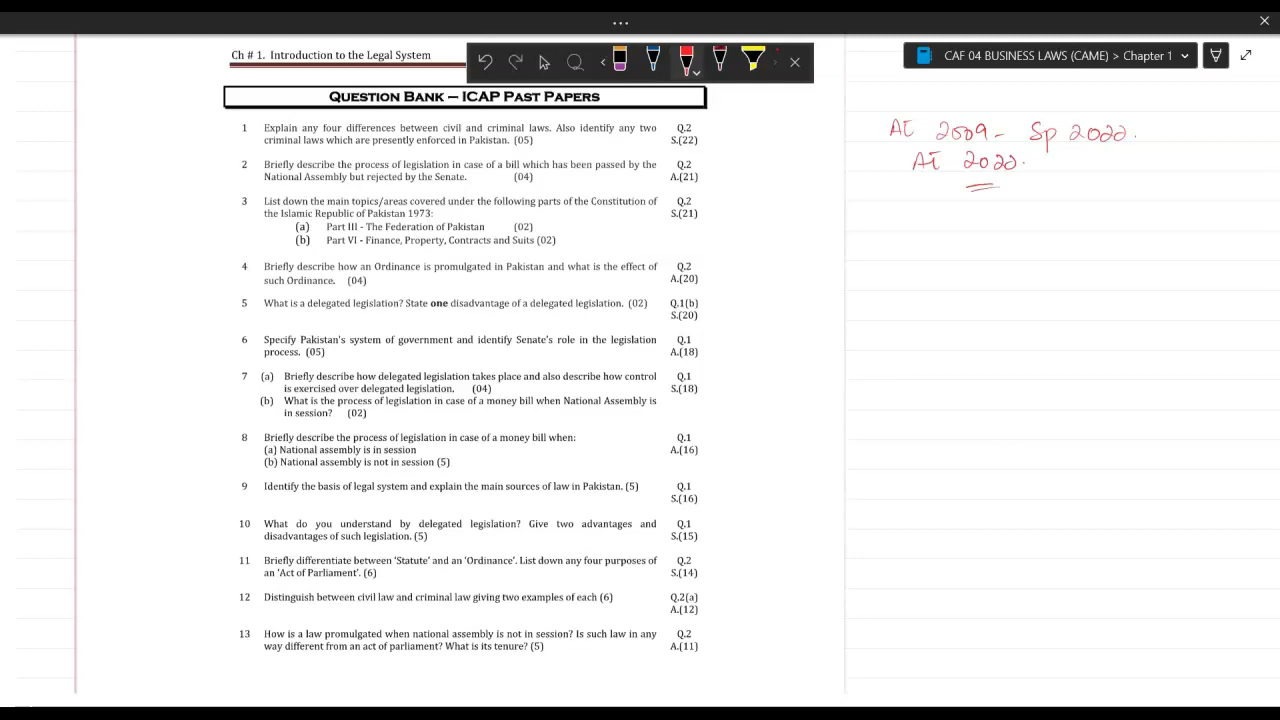 Ch # 1. Introduction to the Legal System
CAF 04 BUSINESS LAWS (CAME) > Chapter 1
QUESTION BANK – ICAP PAST PAPERS
1 Explain any four differences between civil and criminal laws. Also identify any two Q.2
criminal laws which are presently enforced in Pakistan. (05) S.(22)
2 Briefly describe the process of legislation in case of a bill which has been passed by the Q.2
National Assembly but rejected by the Senate. (04) A.(21)
3 List down the main topics/areas covered under the following parts of the Constitution of Q.2
the Islamic Republic of Pakistan 1973: S.(21)
(a) Part III - The Federation of Pakistan (02)
(b) Part VI - Finance, Property, Contracts and Suits (02)
4 Briefly describe how an Ordinance is promulgated in Pakistan and what is the effect of Q.2
such Ordinance. (04) A.(20)
5 What is a delegated legislation? State one disadvantage of a delegated legislation. (02) Q.1(b)
S.(20)
6 Specify Pakistan's system of government and identify Senate's role in the legislation Q.1
process. (05) A.(18)
7 (a) Briefly describe how delegated legislation takes place and also describe how control Q.1
is exercised over delegated legislation. (04) S.(18)
(b) What is the process of legislation in case of a money bill when National Assembly is
in session? (02)
8 Briefly describe the process of legislation in case of a money bill when: Q.1
(a) National assembly is in session A.(16)
(b) National assembly is not in session (5)
9 Identify the basis of legal system and explain the main sources of law in Pakistan. (5) Q.1
S.(16)
10 What do you understand by delegated legislation? Give two advantages and Q.1
disadvantages of such legislation. (5) S.(15)
11 Briefly differentiate between 'Statute' and an 'Ordinance'. List down any four purposes of Q.2
an 'Act of Parliament'. (6) S.(14)
12 Distinguish between civil law and criminal law giving two examples of each (6) Q.2(a)
A.(12)
13 How is a law promulgated when national assembly is not in session? Is such law in any Q.2
way different from an act of parliament? What is its tenure? (5) A.(11)
2009 - Sp 2022.
2022.